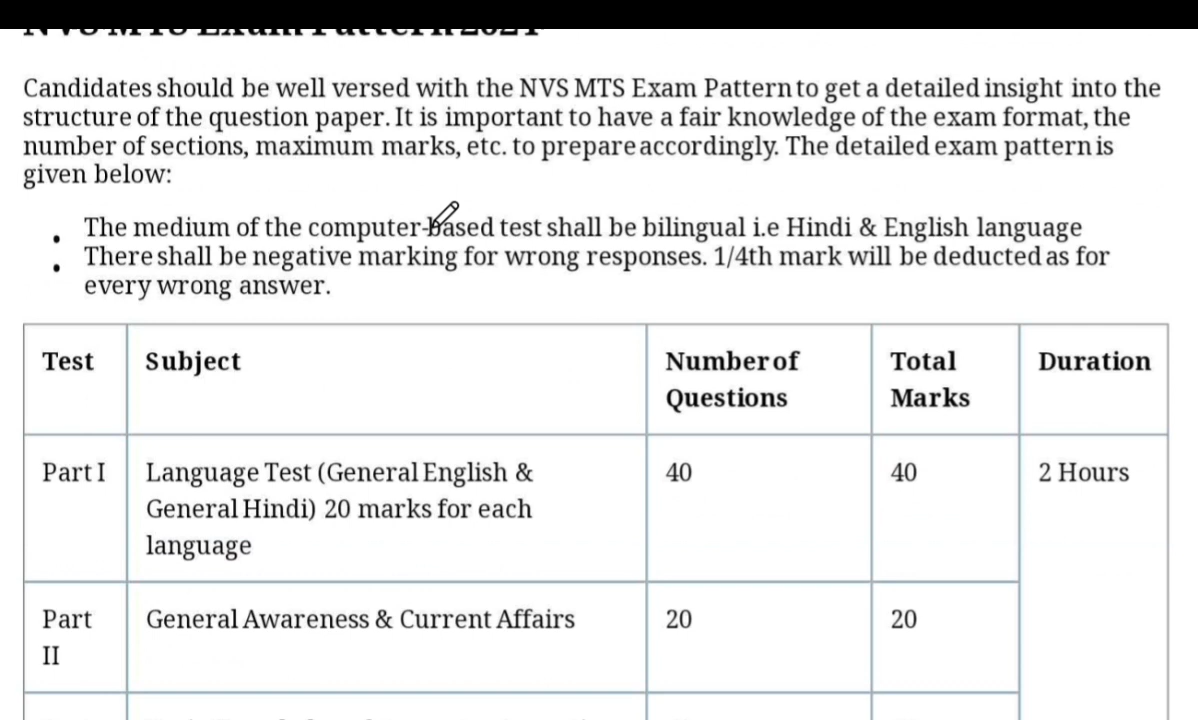 NVS MTS Exam Pattern 2024
Candidates should be well versed with the NVS MTS Exam Pattern to get a detailed insight into the
structure of the question paper. It is important to have a fair knowledge of the exam format, the
number of sections, maximum marks, etc. to prepare accordingly. The detailed exam pattern is
given below:
• The medium of the computer-based test shall be bilingual i.e Hindi & English language
• There shall be negative marking for wrong responses. 1/4th mark will be deducted as for
every wrong answer.
Test Subject Number of Questions Total Marks Duration
Part I Language Test (General English & 40 40 2 Hours
General Hindi) 20 marks for each
language
Part II General Awareness & Current Affairs 20 20